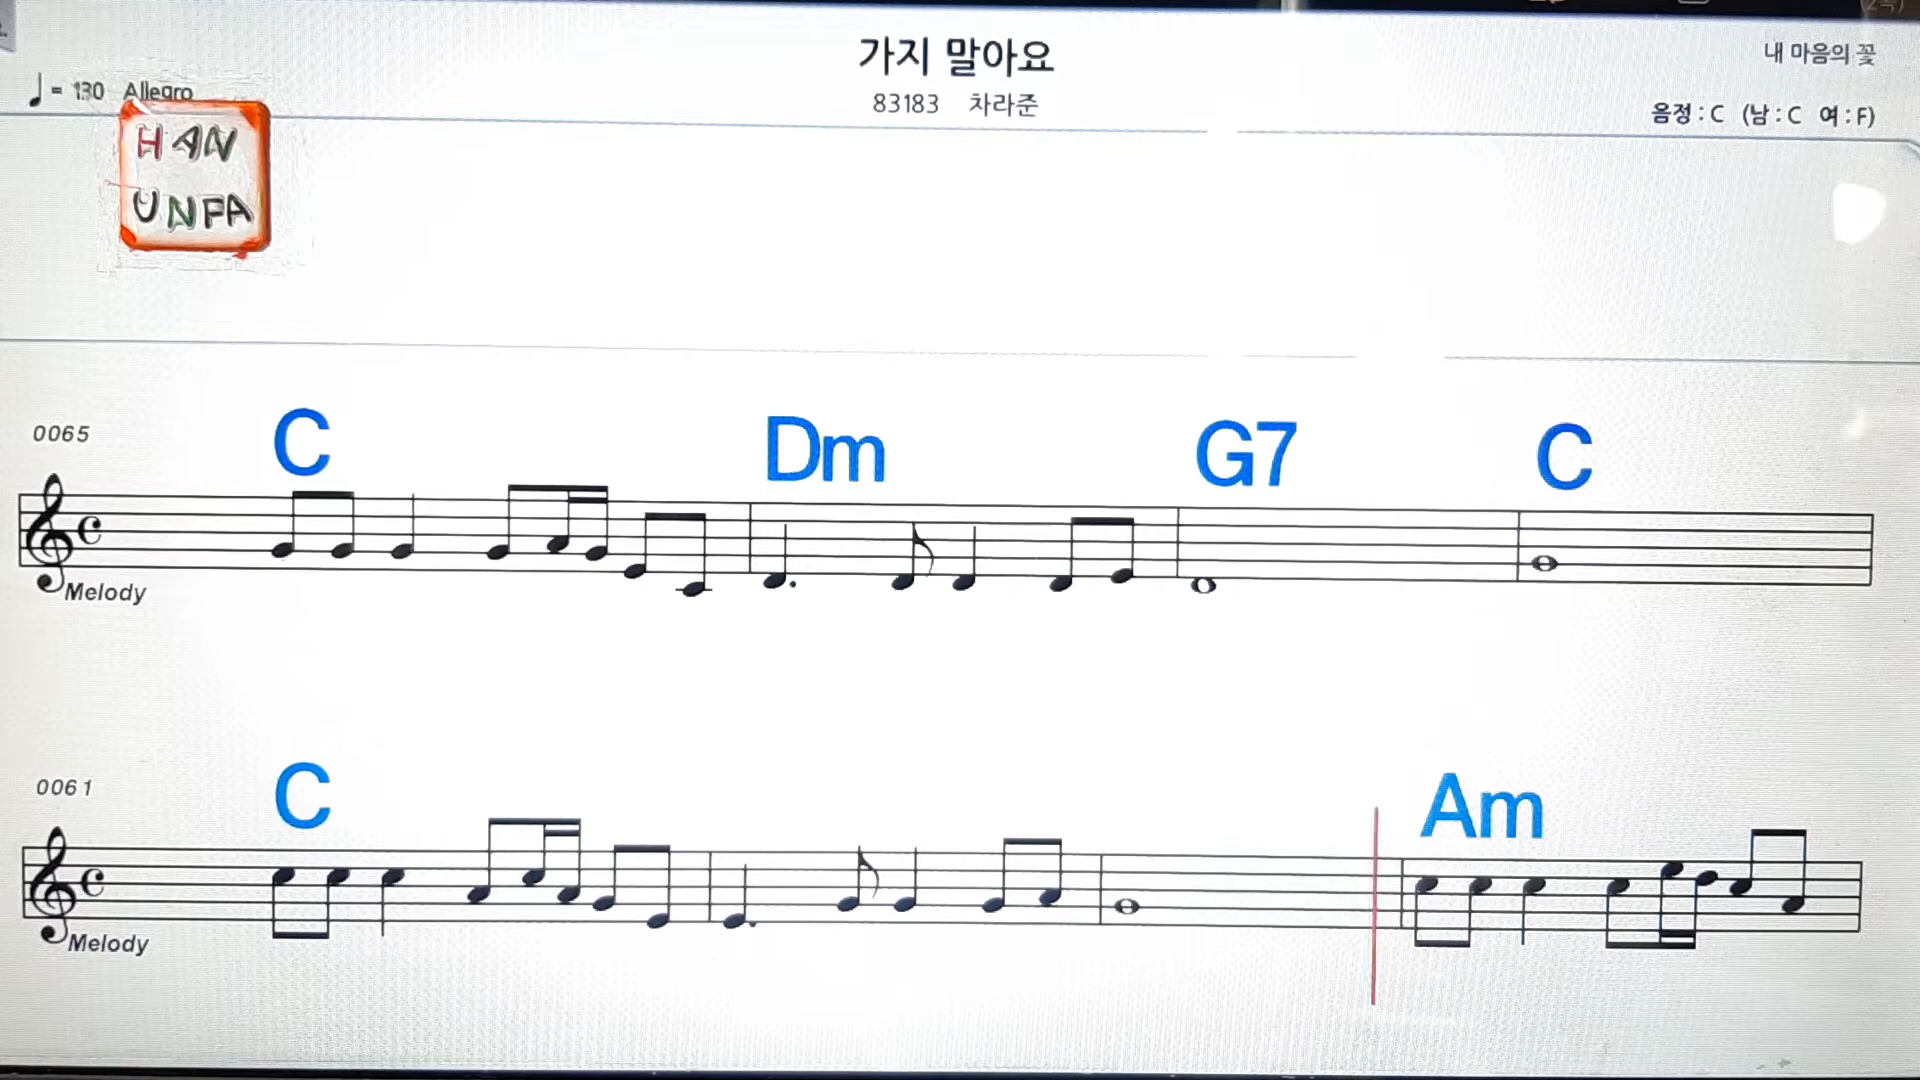 가지 말아요
내 마음의 꽃
♩= 130 Allegro
83183 차라준
음정 : C (남 : C 여 : F)
HAN
UNPA
0065
C Dm G7 C
Melody
0061
C Am
Melody